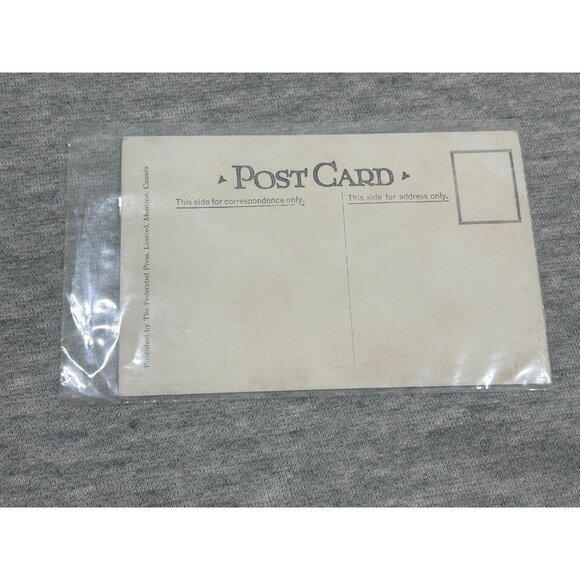 POST CARD
This side for correspondence only.
This side for address only.
Published by The Federated Press, Limited, Montreal, Canada